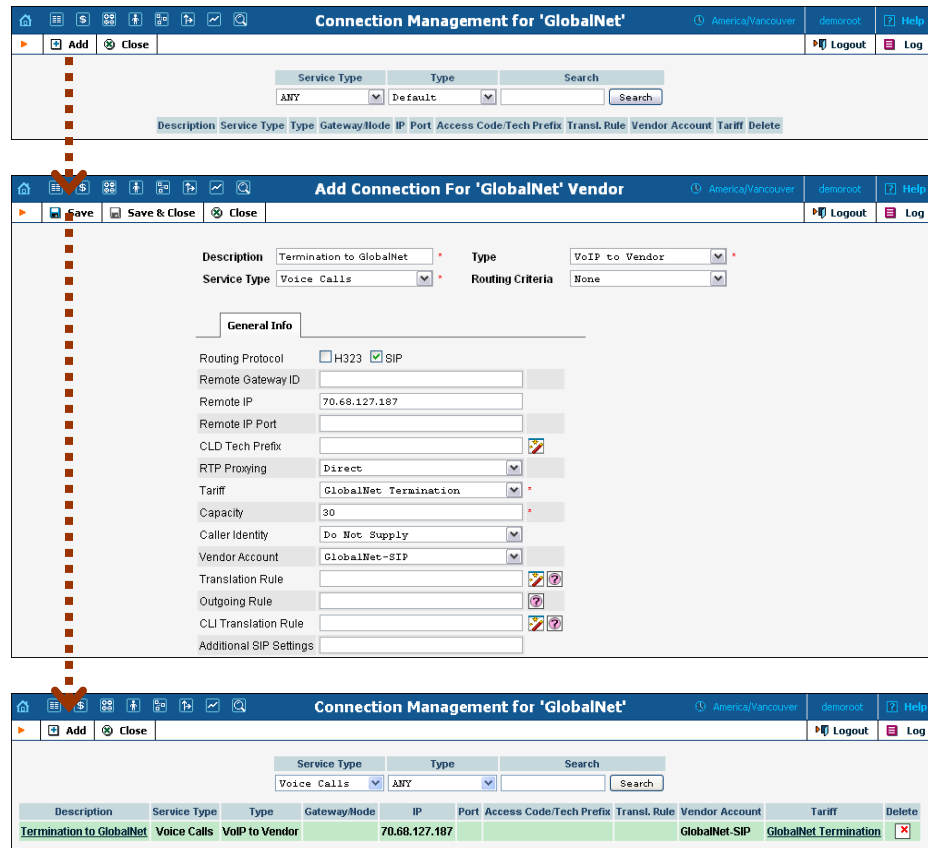 Connection Management for 'GlobalNet' America/Vancouver demoroot ? Help
Add Close Logout Log
Service Type Type Search
ANY Default Search
Description Service Type Type Gateway/Node IP Port Access Code/Tech Prefix Transl. Rule Vendor Account Tariff Delete
Add Connection For 'GlobalNet' Vendor America/Vancouver demoroot ? Help
Save Save & Close Close Logout Log
Description Termination to GlobalNet * Type VoIP to Vendor *
Service Type Voice Calls * Routing Criteria None
General Info
Routing Protocol H323 SIP
Remote Gateway ID
Remote IP 70.68.127.187
Remote IP Port
CLD Tech Prefix
RTP Proxying Direct
Tariff GlobalNet Termination *
Capacity 30 *
Caller Identity Do Not Supply
Vendor Account GlobalNet-SIP
Translation Rule ?
Outgoing Rule ?
CLI Translation Rule ?
Additional SIP Settings
Connection Management for 'GlobalNet' America/Vancouver demoroot ? Help
Add Close Logout Log
Service Type Type Search
Voice Calls ANY Search
Description Service Type Type Gateway/Node IP Port Access Code/Tech Prefix Transl. Rule Vendor Account Tariff Delete
Termination to GlobalNet Voice Calls VoIP to Vendor 70.68.127.187 GlobalNet-SIP GlobalNet Termination